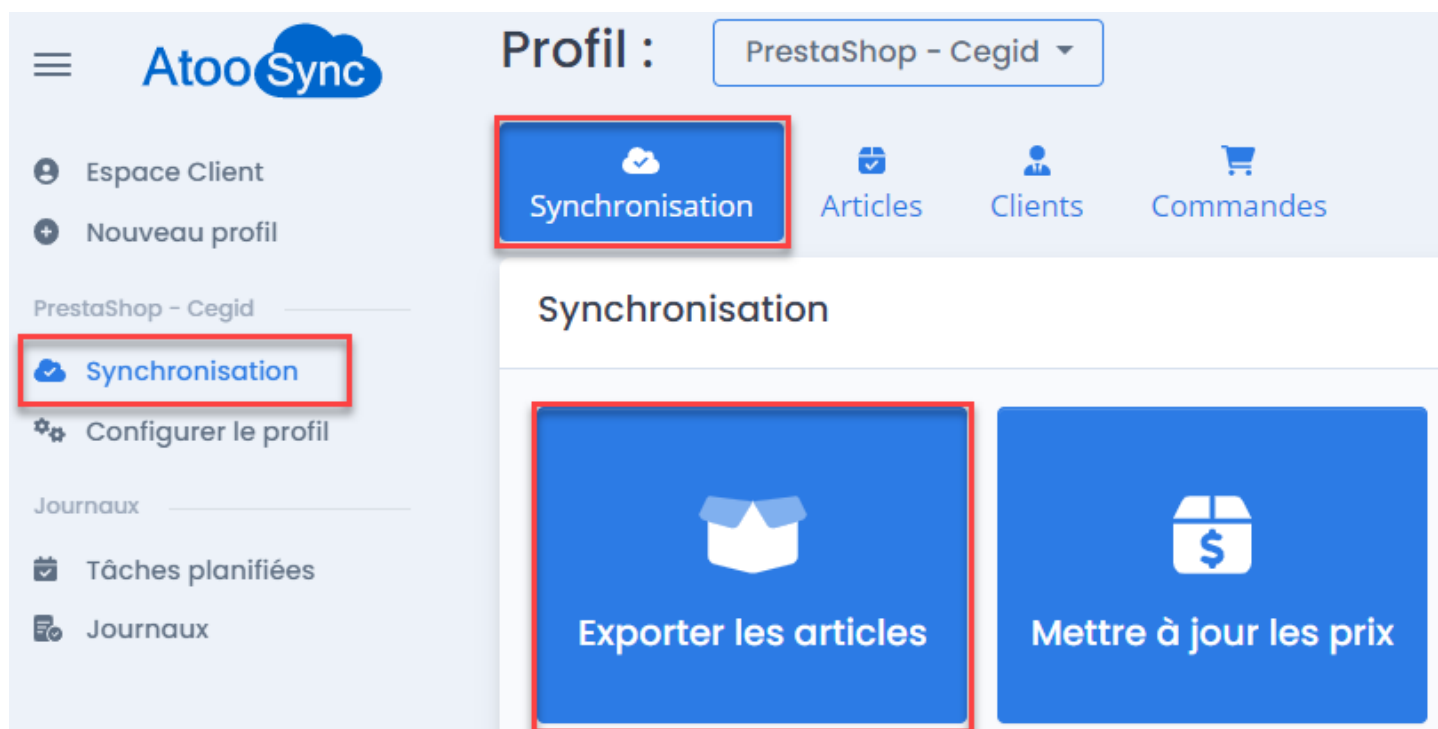 AtooSync
Espace Client
Nouveau profil
PrestaShop - Cegid
Synchronisation
Configurer le profil
Journaux
Tâches planifiées
Journaux
Profil :
PrestaShop - Cegid
Synchronisation
Articles
Clients
Commandes
Synchronisation
Exporter les articles
$
Mettre à jour les prix